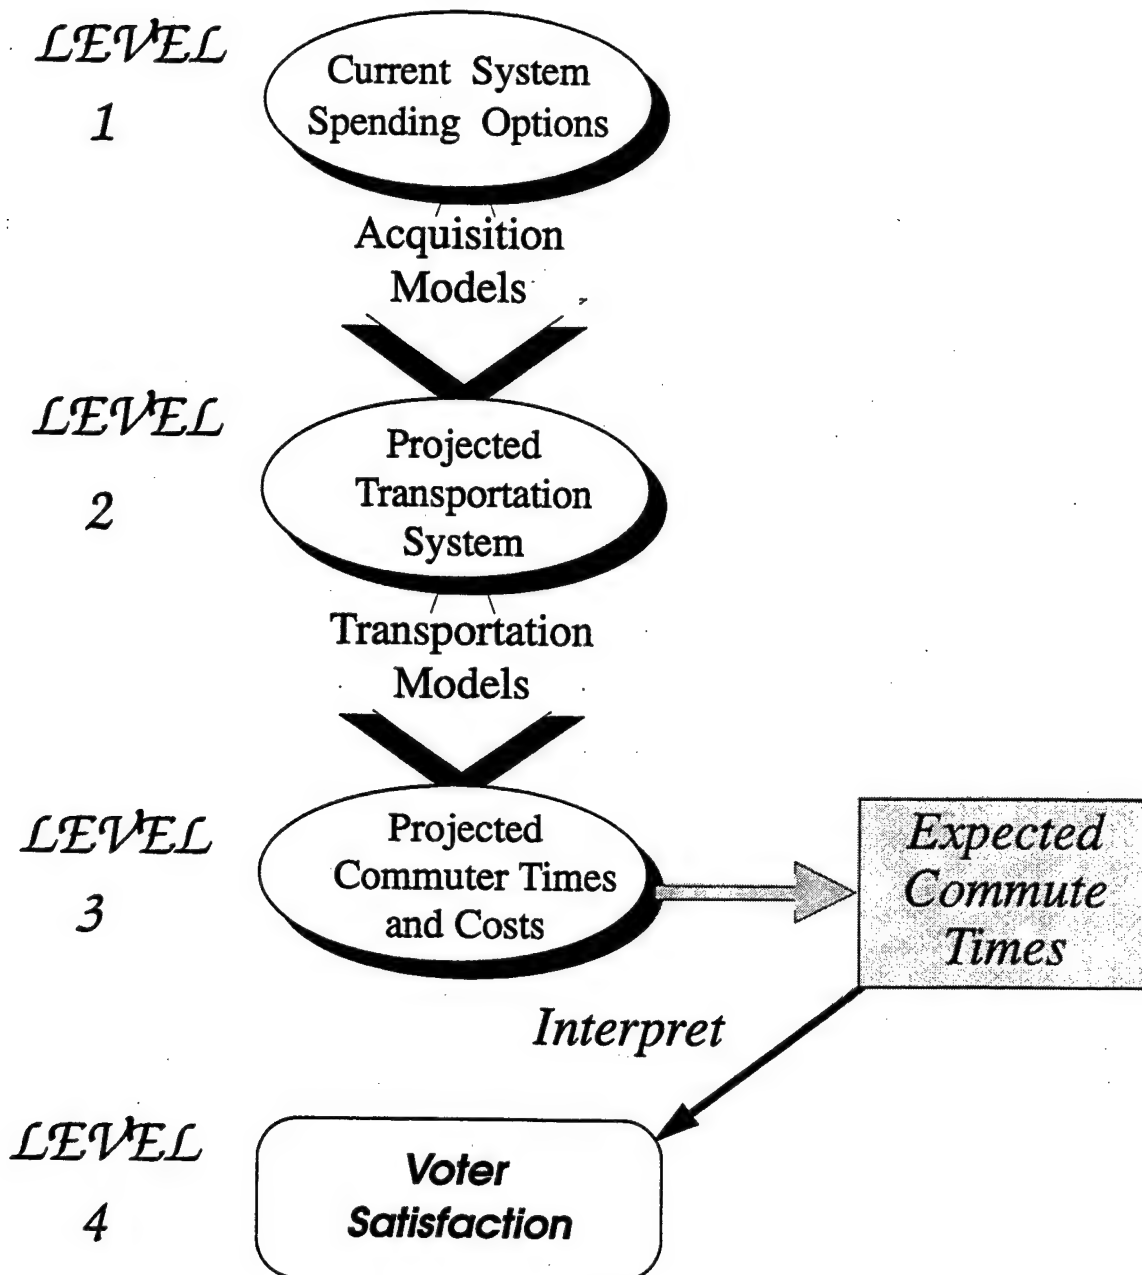 LEVEL
1
Current System
Spending Options
Acquisition
Models
LEVEL
2
Projected
Transportation
System
Transportation
Models
LEVEL
3
Projected
Commuter Times
and Costs
Expected
Commute
Times
Interpret
LEVEL
4
Voter
Satisfaction